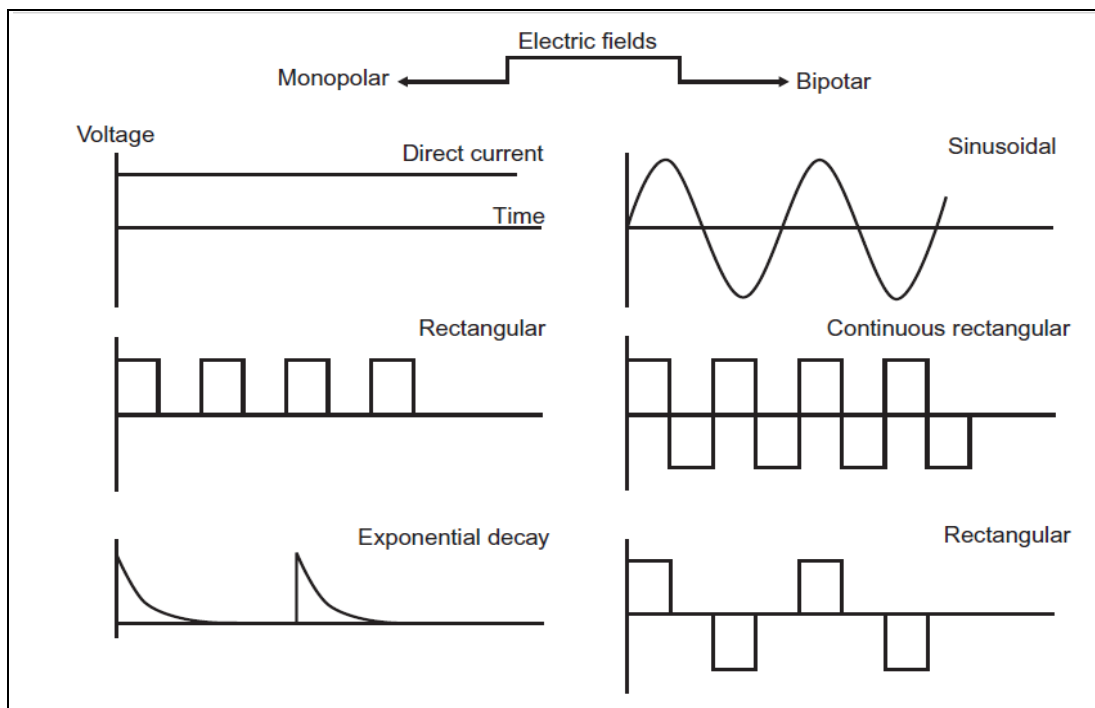 Electric fields
Monopolar
Bipotar
Voltage
Direct current
Time
Sinusoidal
Rectangular
Continuous rectangular
Exponential decay
Rectangular